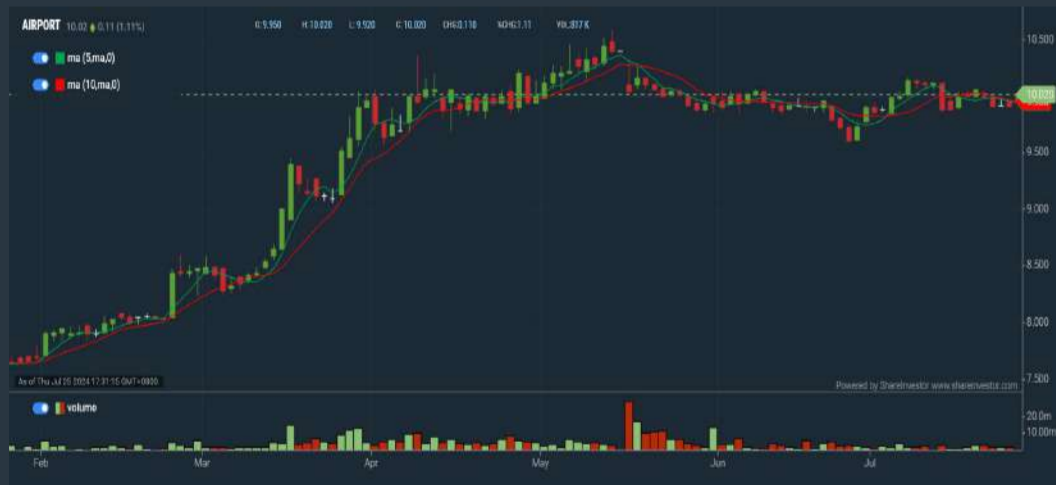 AIRPORT 10.02 0.11 (1.11%) O:9.950 H:10.020 L:9.920 C:10.020 CHG:0.110 %CHG:1.11 VOL:817 K
ma (5,ma,0)
ma (10,ma,0)
10.500
10.020
9.500
9.000
8.500
8.000
7.500
As of Thu Jul 25 2024 17:31:15 GMT+0800
Powered by ShareInvestor www.shareinvestor.com
volume
20.0m
10.00m
Feb Mar Apr May Jun Jul